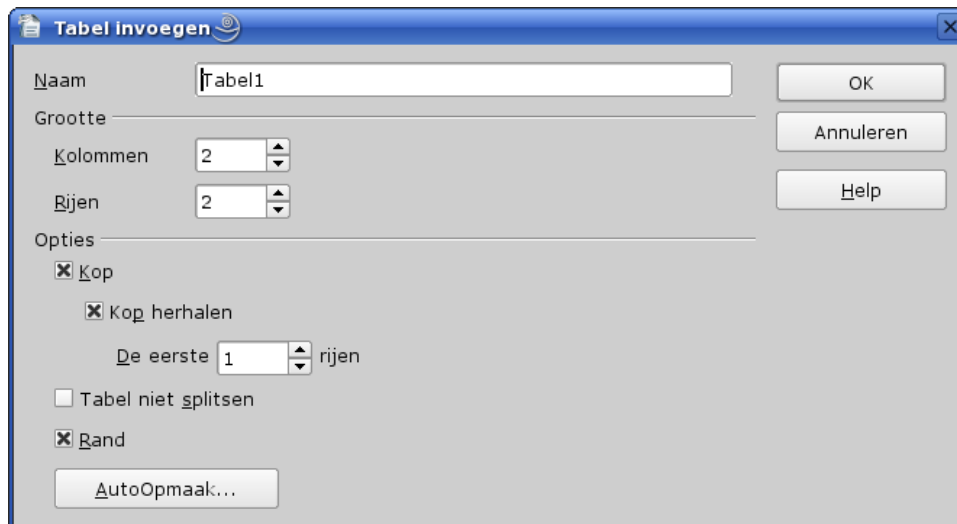 Tabel invoegen
Naam Tabel1 OK
Grootte Annuleren
Kolommen 2
Rijen 2 Help
Opties
Kop
Kop herhalen
De eerste 1 rijen
Tabel niet splitsen
Rand
AutoOpmaak...